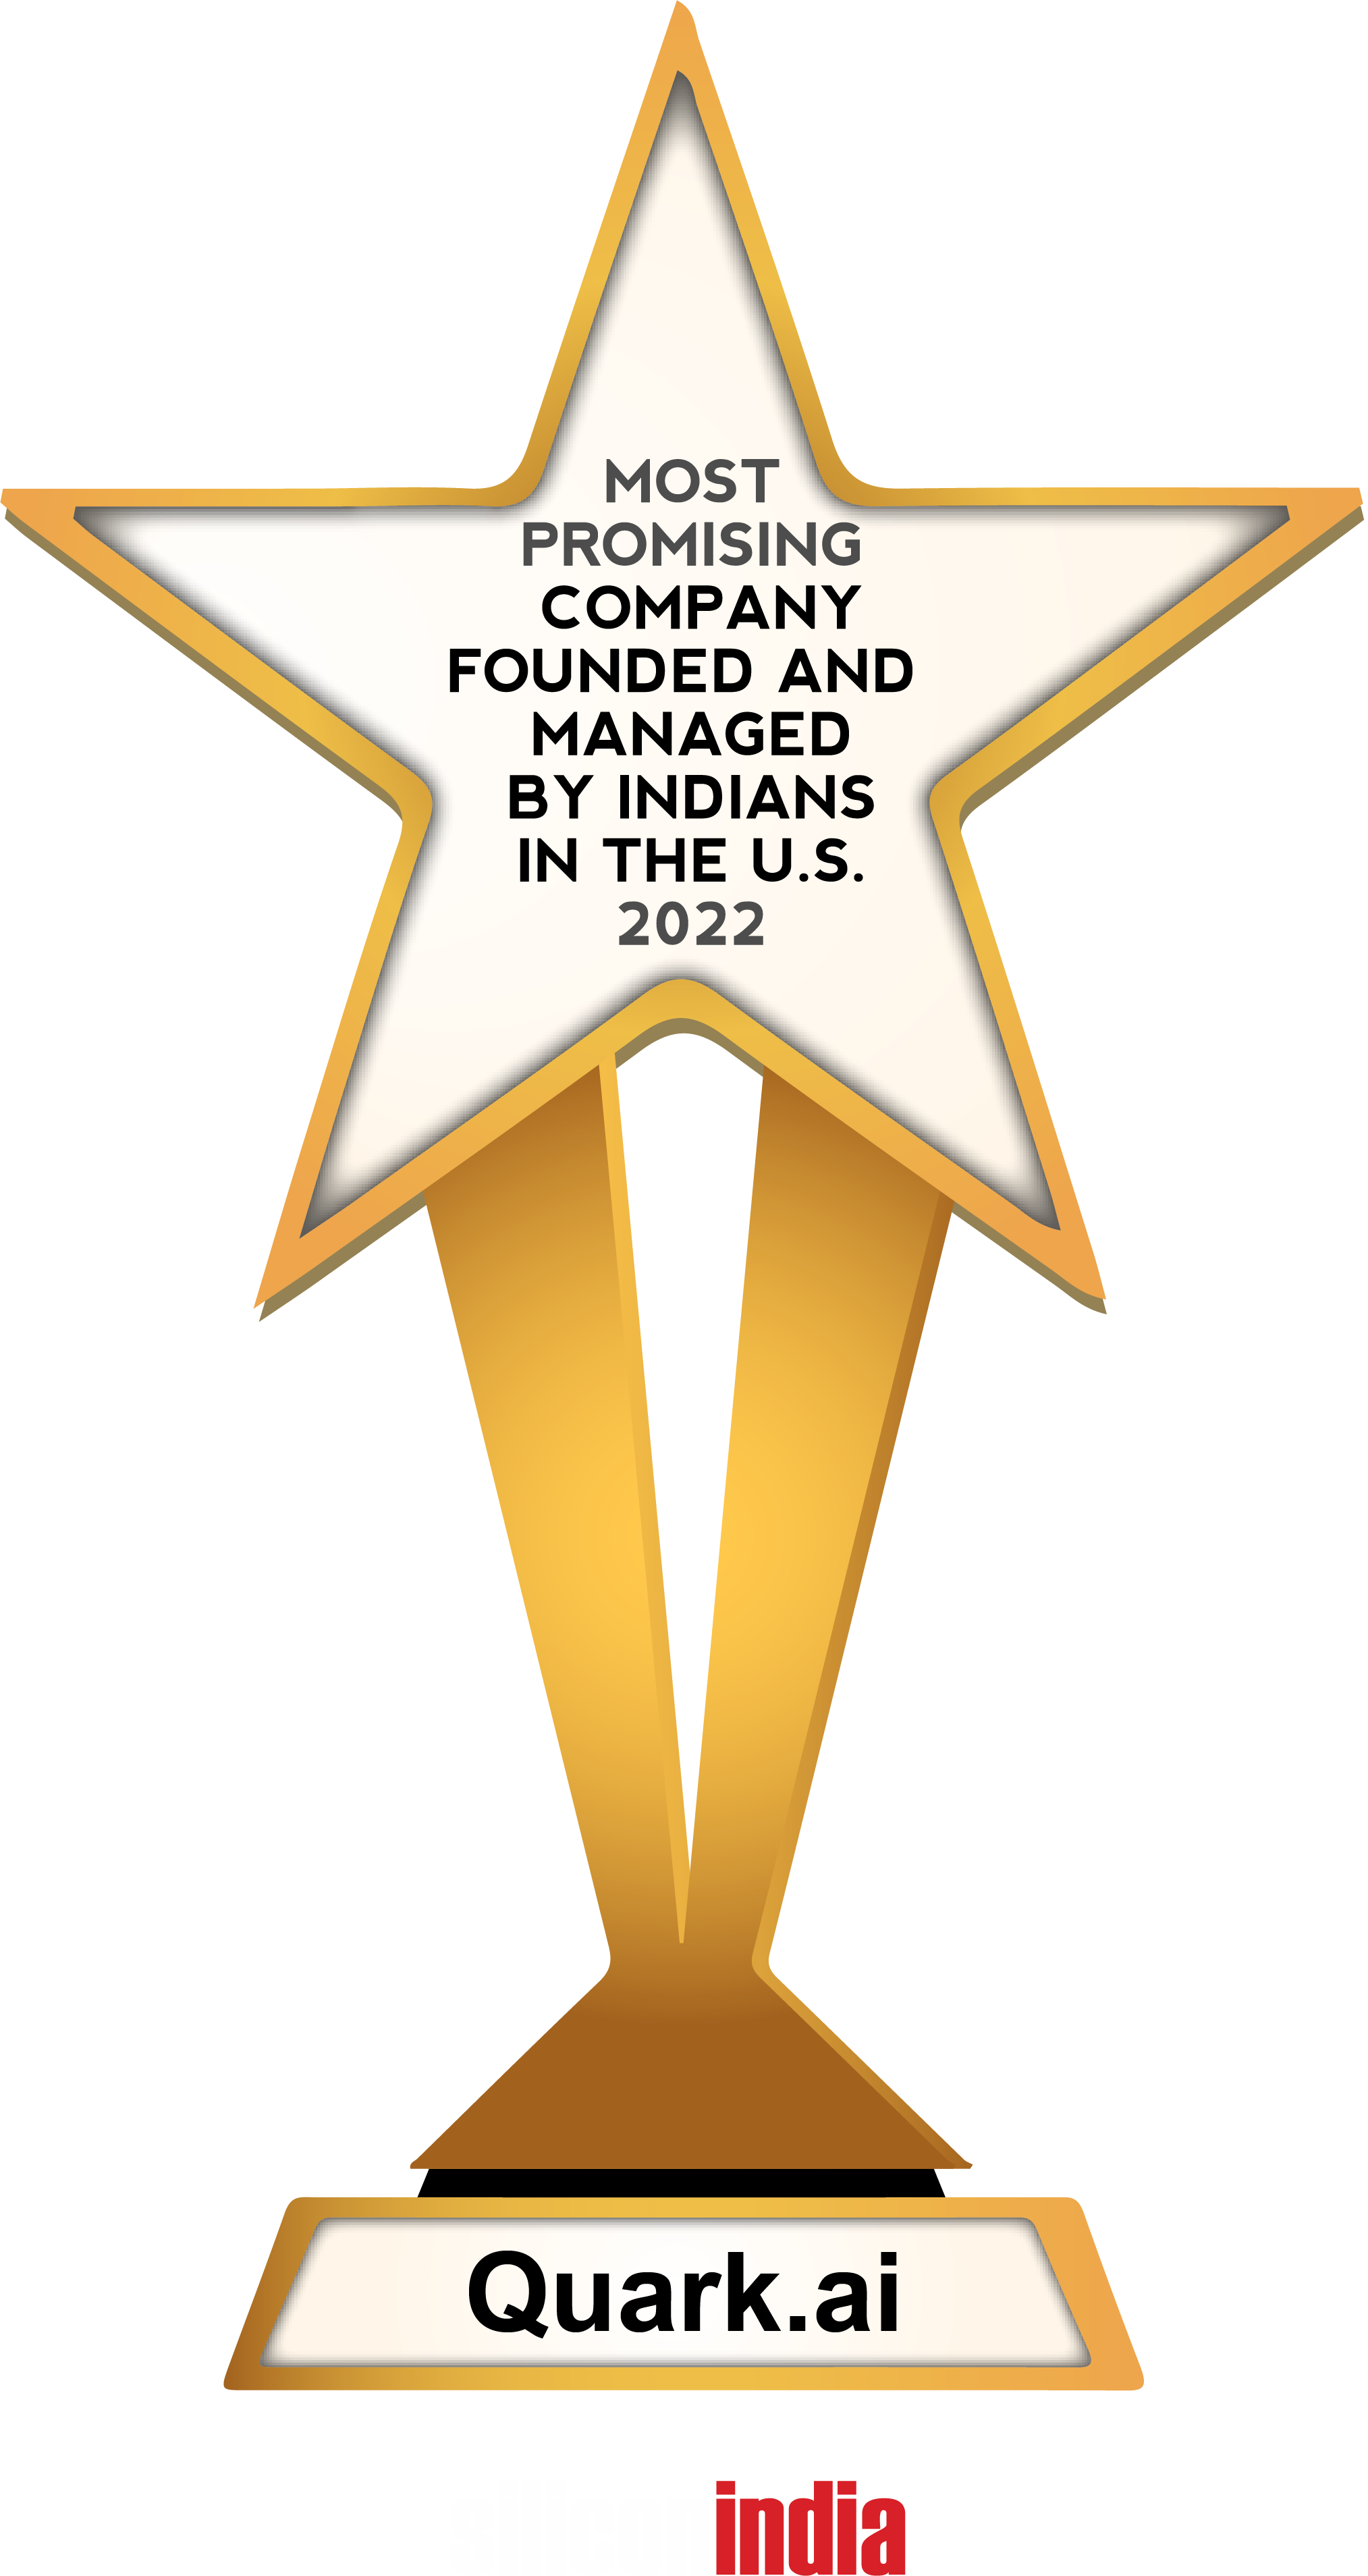 MOST
PROMISING
COMPANY
FOUNDED AND
MANAGED
BY INDIANS
IN THE U.S.
2022
Quark.ai
india